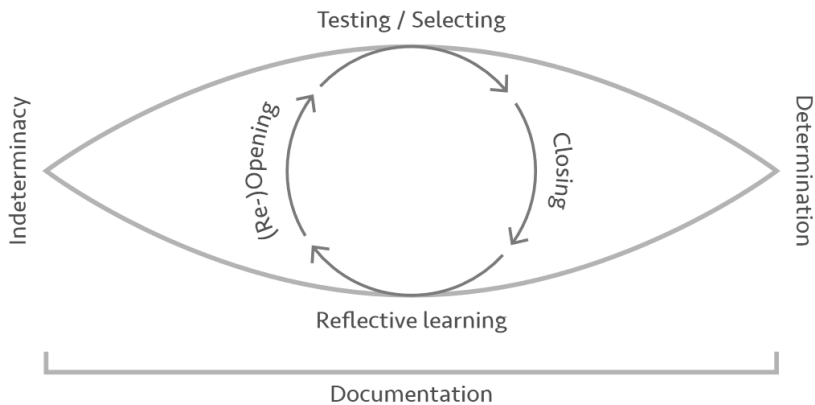 Testing / Selecting
Indeterminacy
(Re-)Opening
Closing
Determination
Reflective learning
Documentation